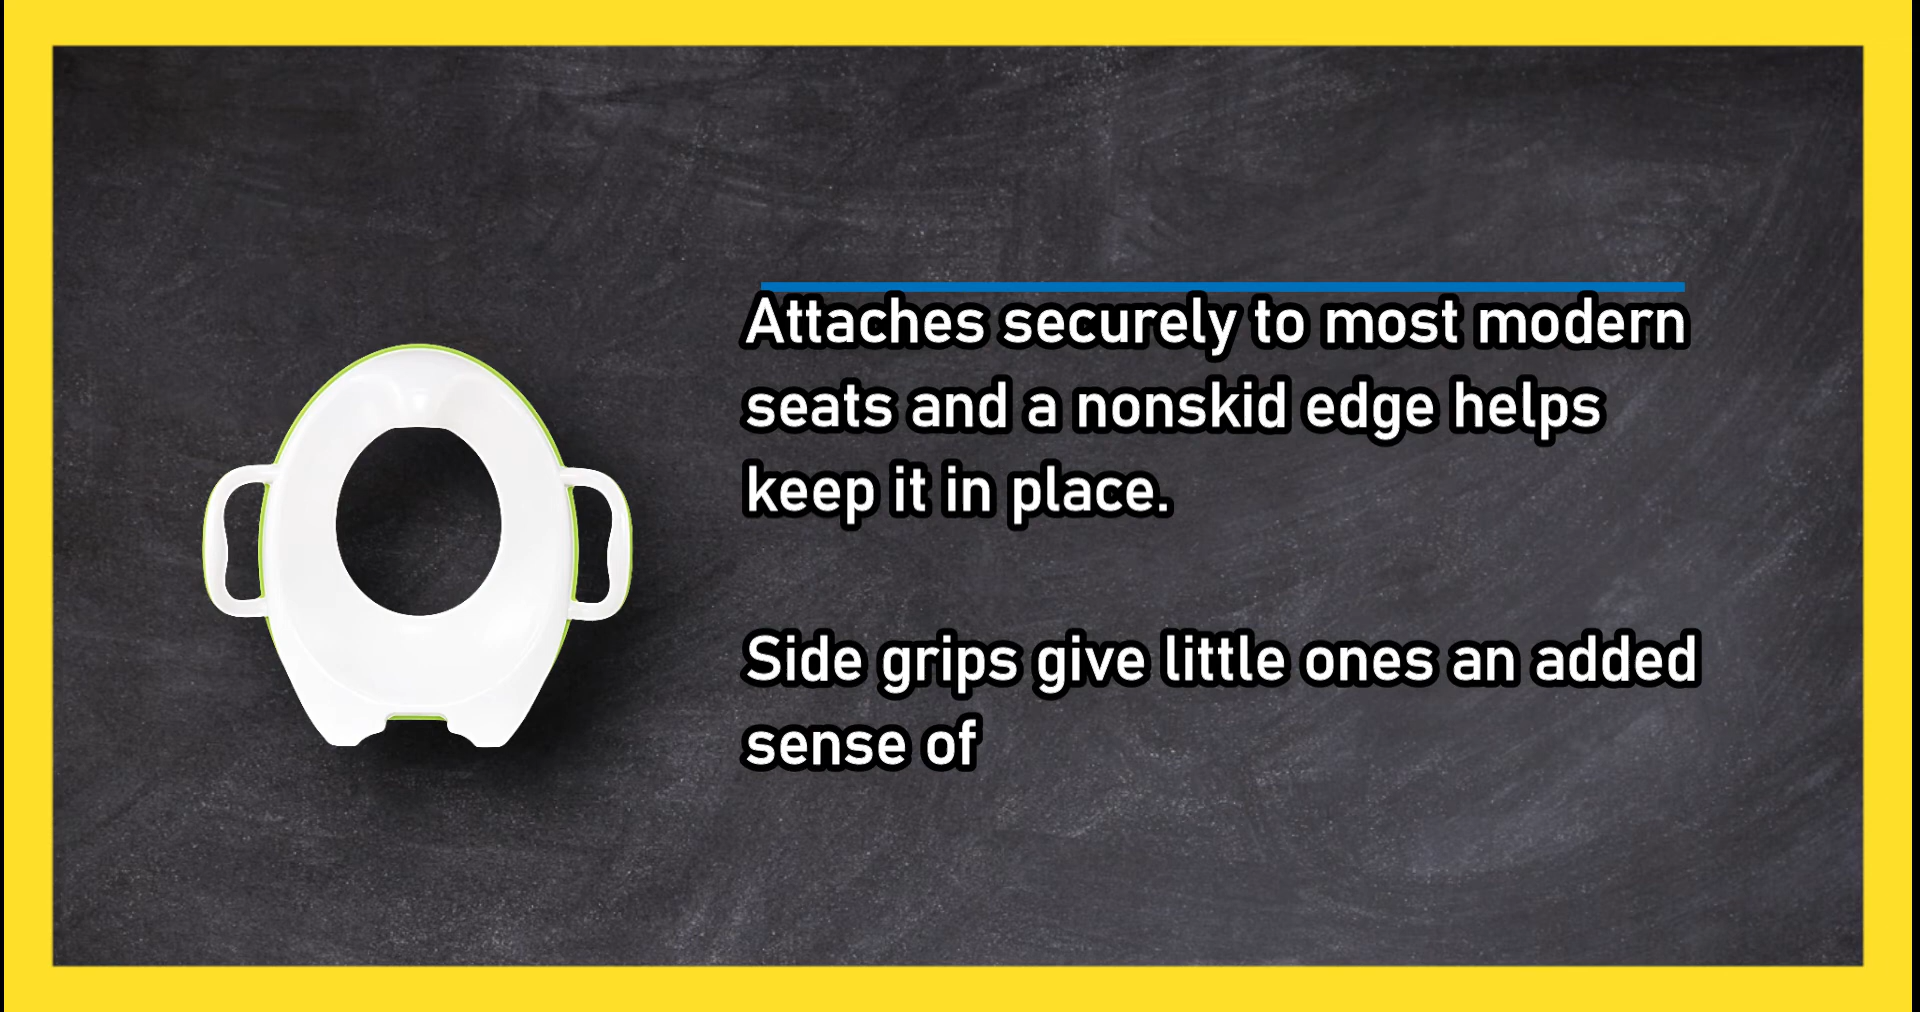 Attaches securely to most modern
seats and a nonskid edge helps
keep it in place.
Side grips give little ones an added
sense of